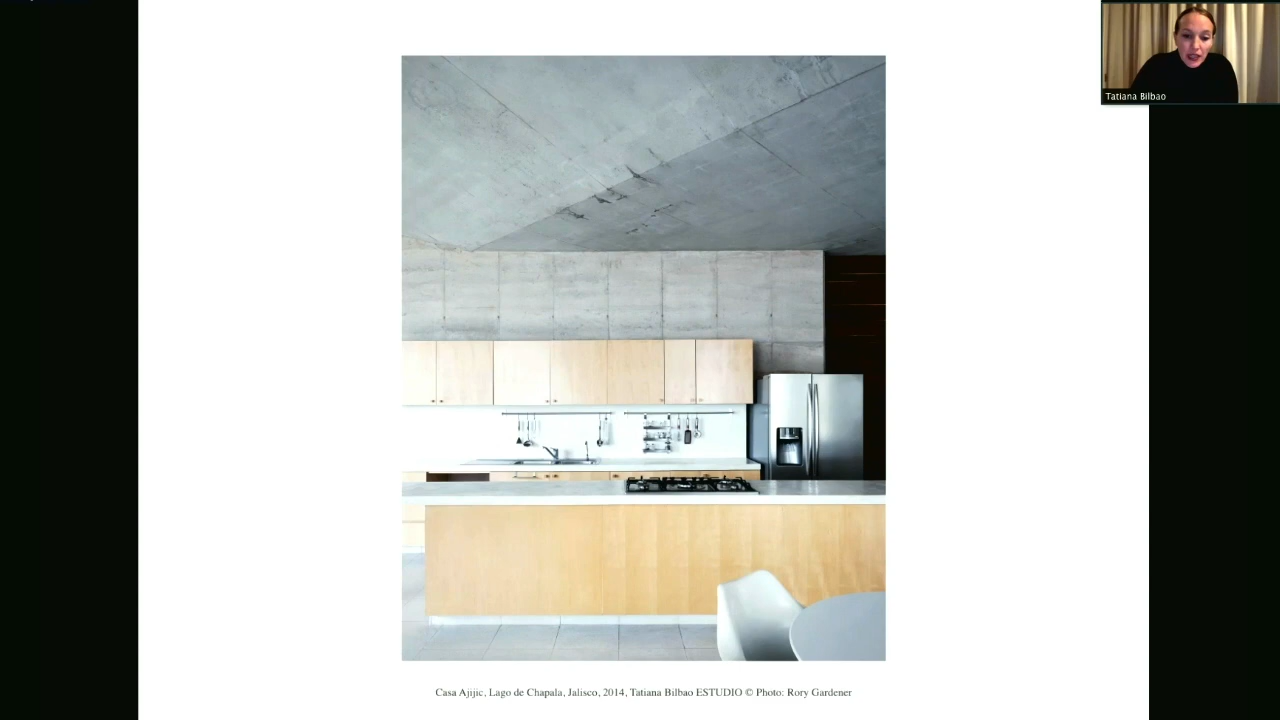 Tatiana Bilbao
Casa Ajijic, Lago de Chapala, Jalisco, 2014, Tatiana Bilbao ESTUDIO © Photo: Rory Gardener